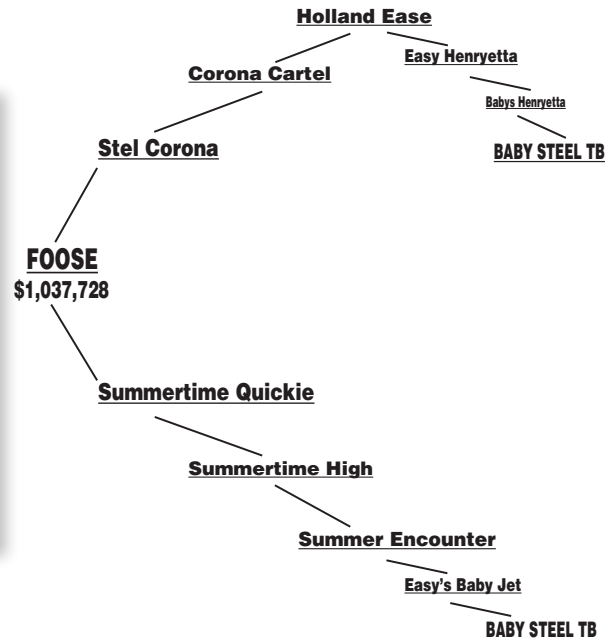 Holland Ease
Easy Henryetta
Corona Cartel
Babys Henryetta
Stel Corona
BABY STEEL TB
FOOSE
$1,037,728
Summertime Quickie
Summertime High
Summer Encounter
Easy's Baby Jet
BABY STEEL TB